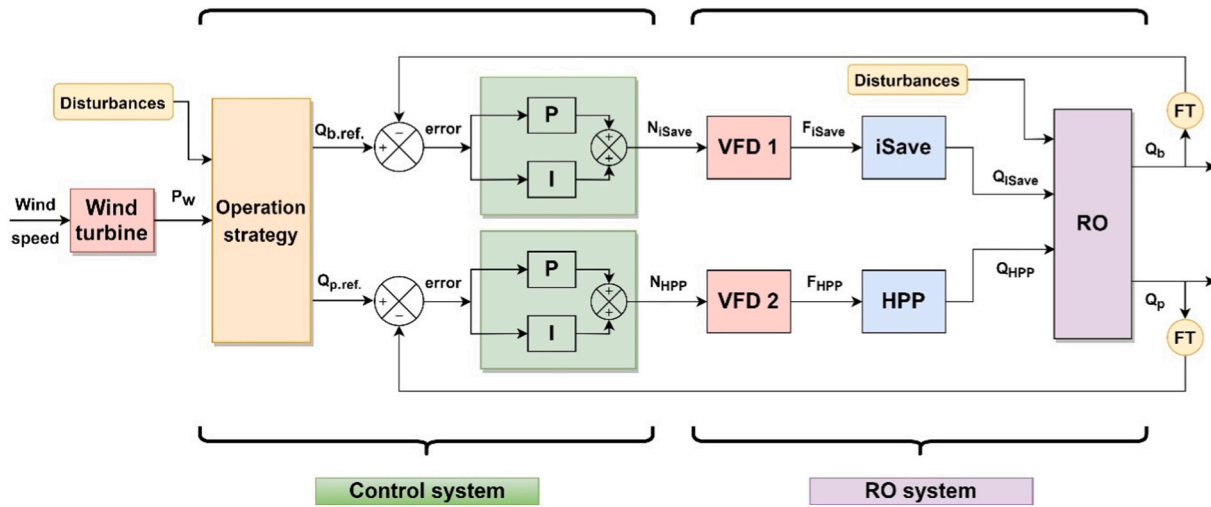 Disturbances
Wind
speed
Wind
turbine
Pw
Operation
strategy
Qb.ref.
Qp.ref.
−
+
error
P
I
+
+
NiSave
VFD 1
FiSave
iSave
QiSave
Disturbances
RO
FT
Qb
+
−
error
P
I
+
+
NHPP
VFD 2
FHPP
HPP
QHPP
Qp
FT
Control system
RO system